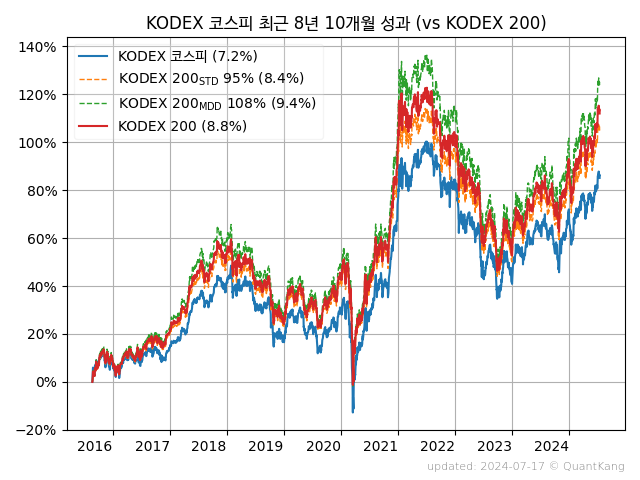 KODEX 코스피 최근 8년 10개월 성과 (vs KODEX 200)
KODEX 코스피 (7.2%)
KODEX 200STD 95% (8.4%)
KODEX 200MDD 108% (9.4%)
KODEX 200 (8.8%)
140%
120%
100%
80%
60%
40%
20%
0%
−20%
2016 2017 2018 2019 2020 2021 2022 2023 2024
updated: 2024-07-17 © QuantKang